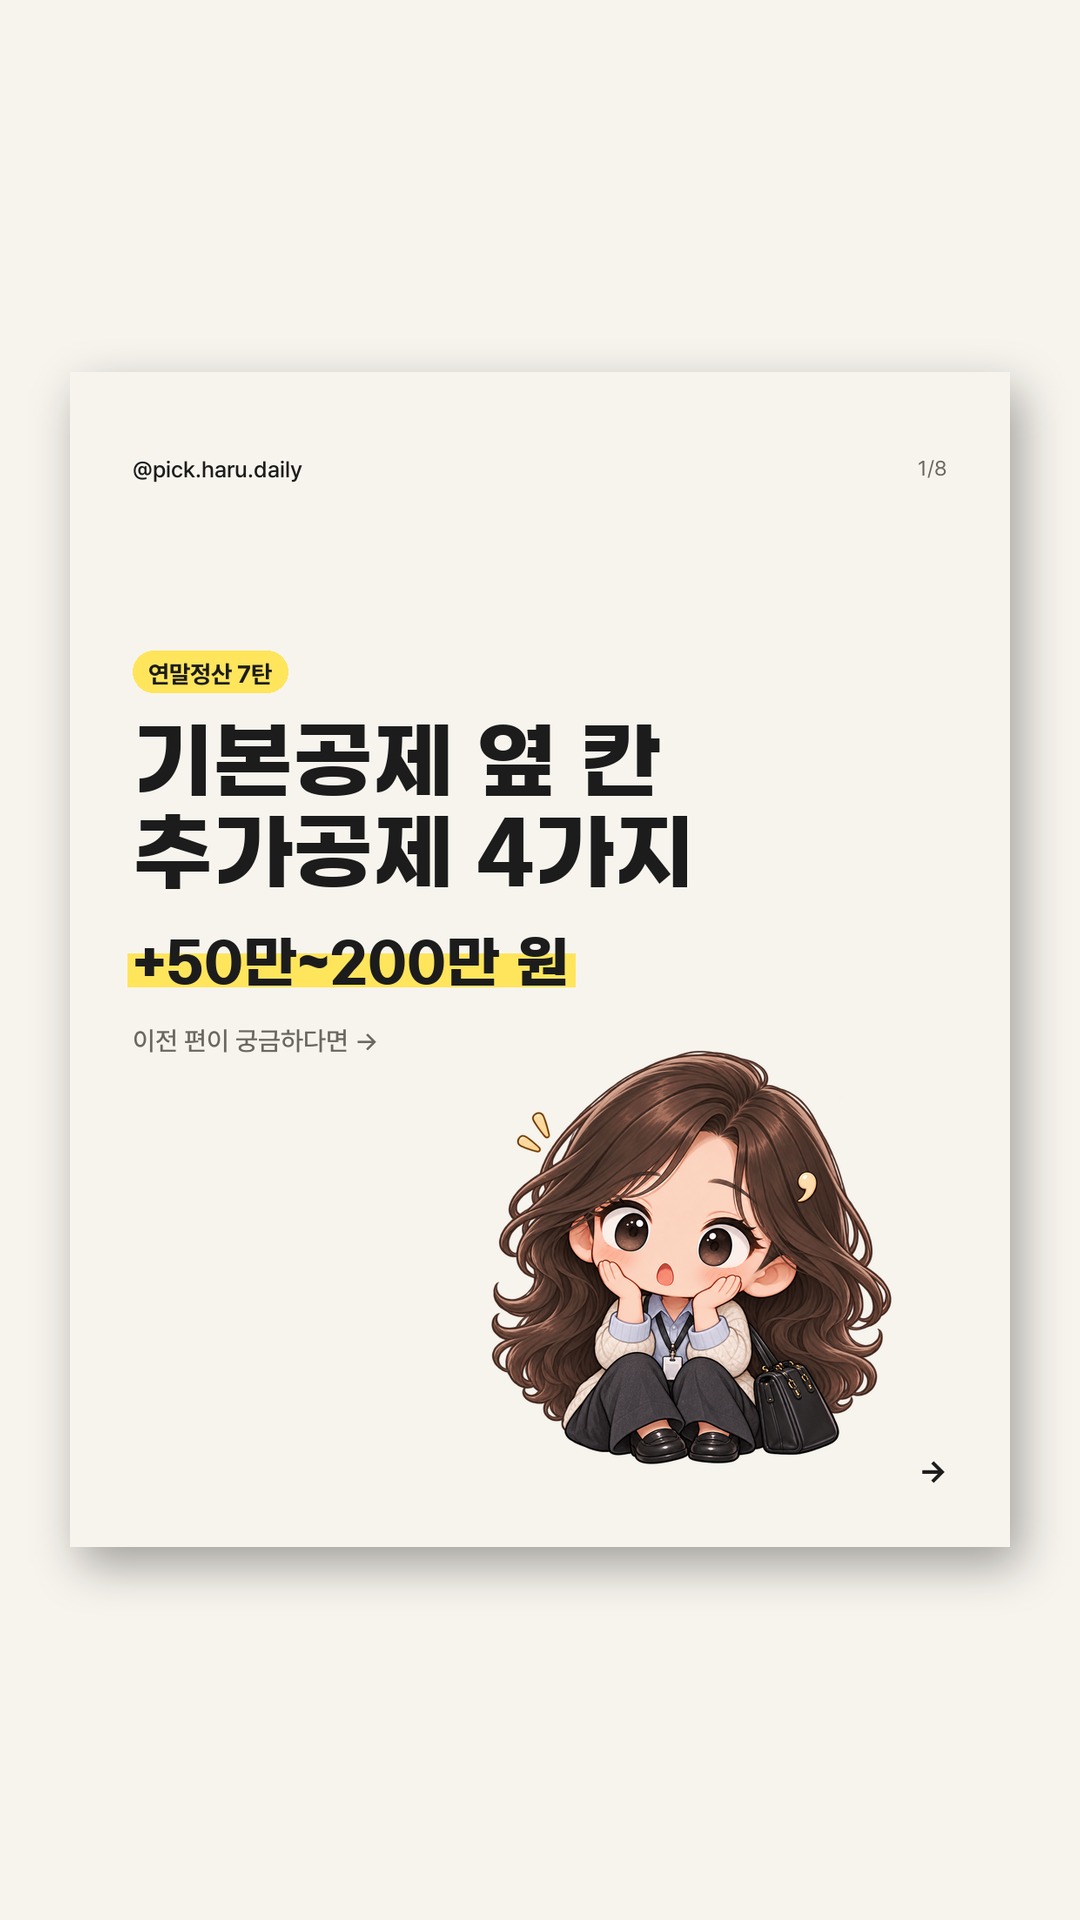 @pick.haru.daily
1/8
연말정산 7탄
기본공제 옆 칸
추가공제 4가지
+50만~200만 원
이전 편이 궁금하다면 →
→